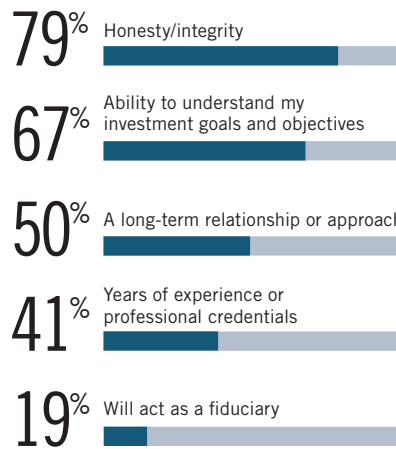 79% Honesty/integrity
67% Ability to understand my
investment goals and objectives
50% A long-term relationship or approach
41% Years of experience or
professional credentials
19% Will act as a fiduciary